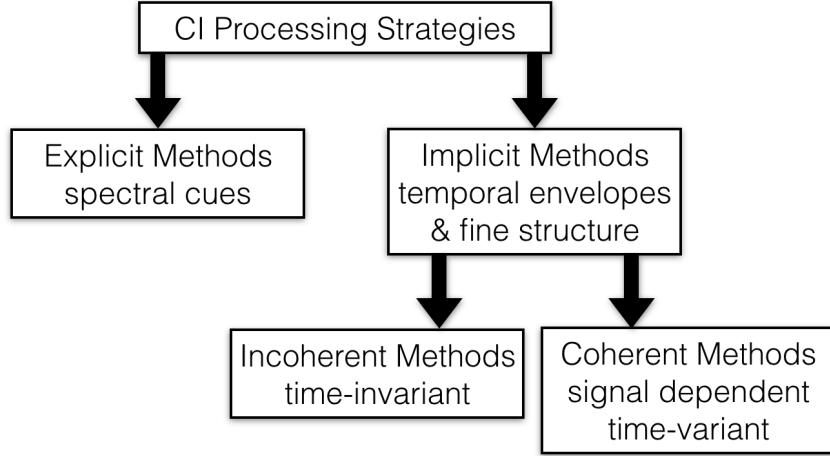 CI Processing Strategies
Explicit Methods
spectral cues
Implicit Methods
temporal envelopes
& fine structure
Incoherent Methods
time-invariant
Coherent Methods
signal dependent
time-variant